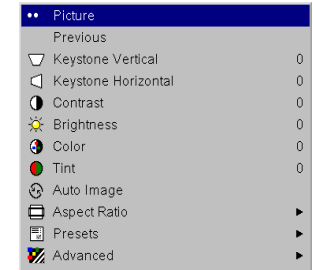 Picture
Previous
Keystone Vertical 0
Keystone Horizontal 0
Contrast 0
Brightness 0
Color 0
Tint 0
Auto Image
Aspect Ratio
Presets
Advanced